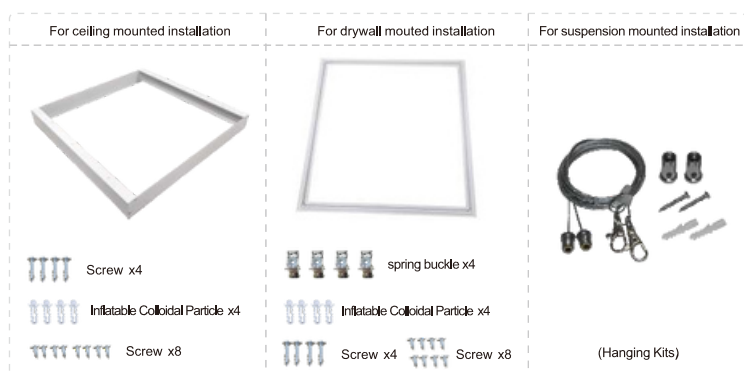 For ceiling mounted installation
For drywall mouted installation
For suspension mounted installation
Screw x4
Inflatable Colloidal Particle x4
Screw x8
spring buckle x4
Inflatable Colloidal Particle x4
Screw x4
Screw x8
(Hanging Kits)